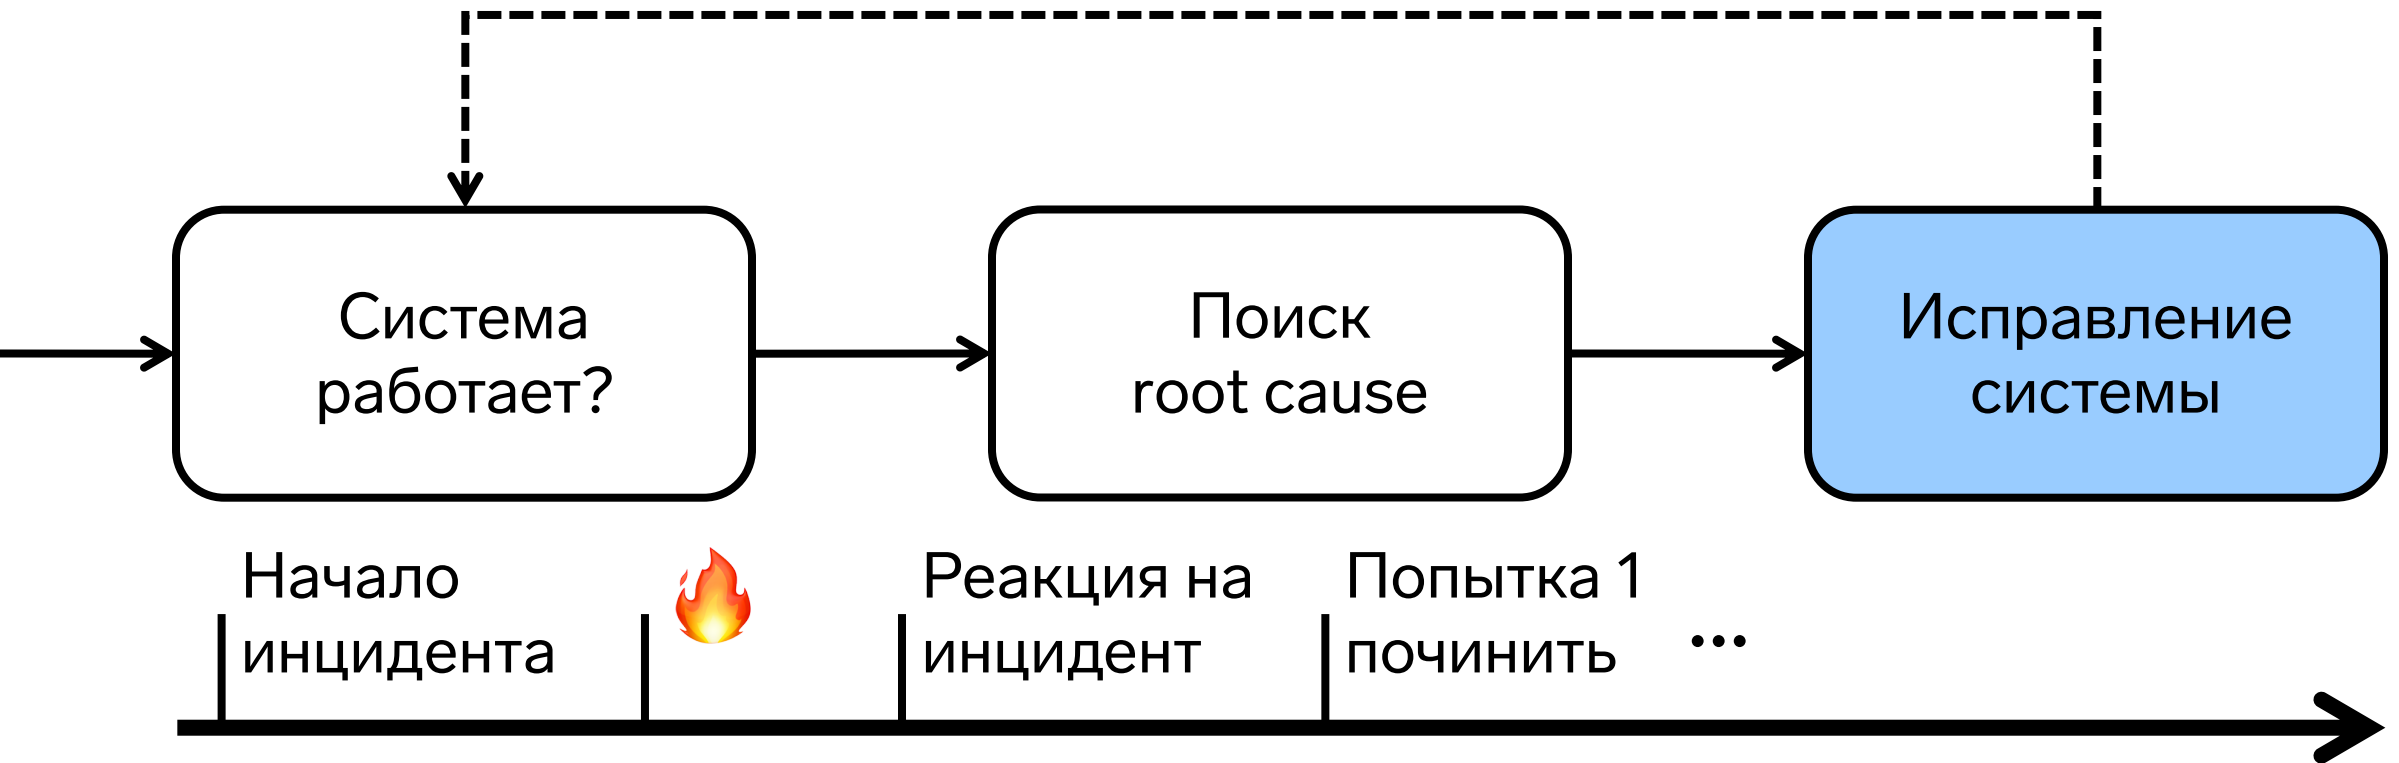 Система
работает?
Поиск
root cause
Исправление
системы
Начало
инцидента
Реакция на
инцидент
Попытка 1
починить
...